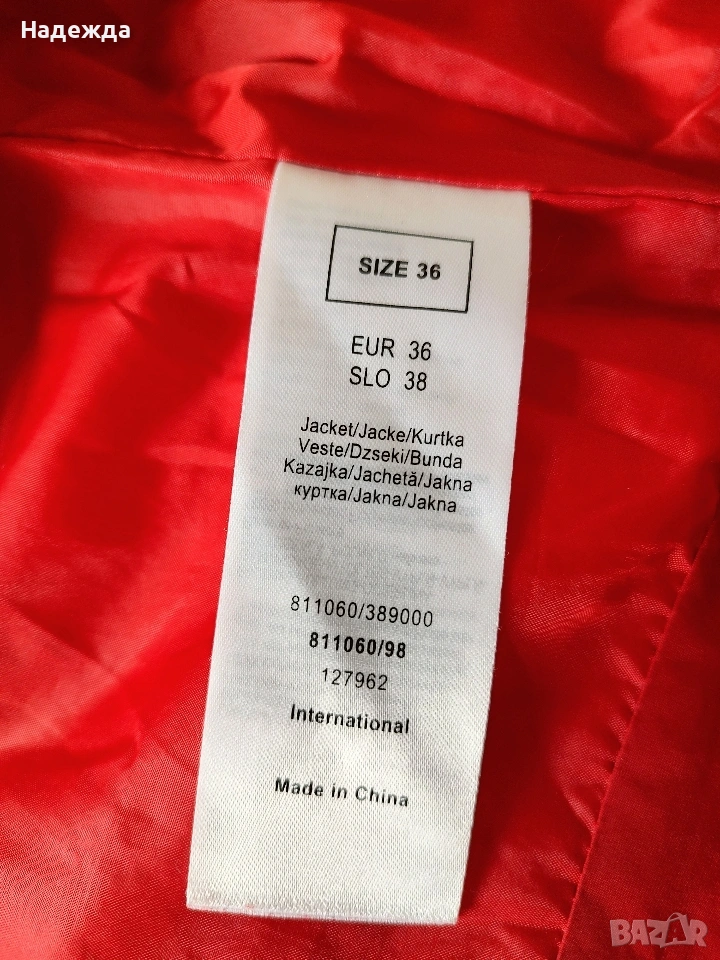 Надежда
SIZE 36
EUR 36
SLO 38
Jacket/Jacke/Kurtka
Veste/Dzseki/Bunda
Kazajka/Jachetă/Jakna
куртка/Jakna/Jakna
811060/389000
811060/98
127962
International
Made in China
BAZAR